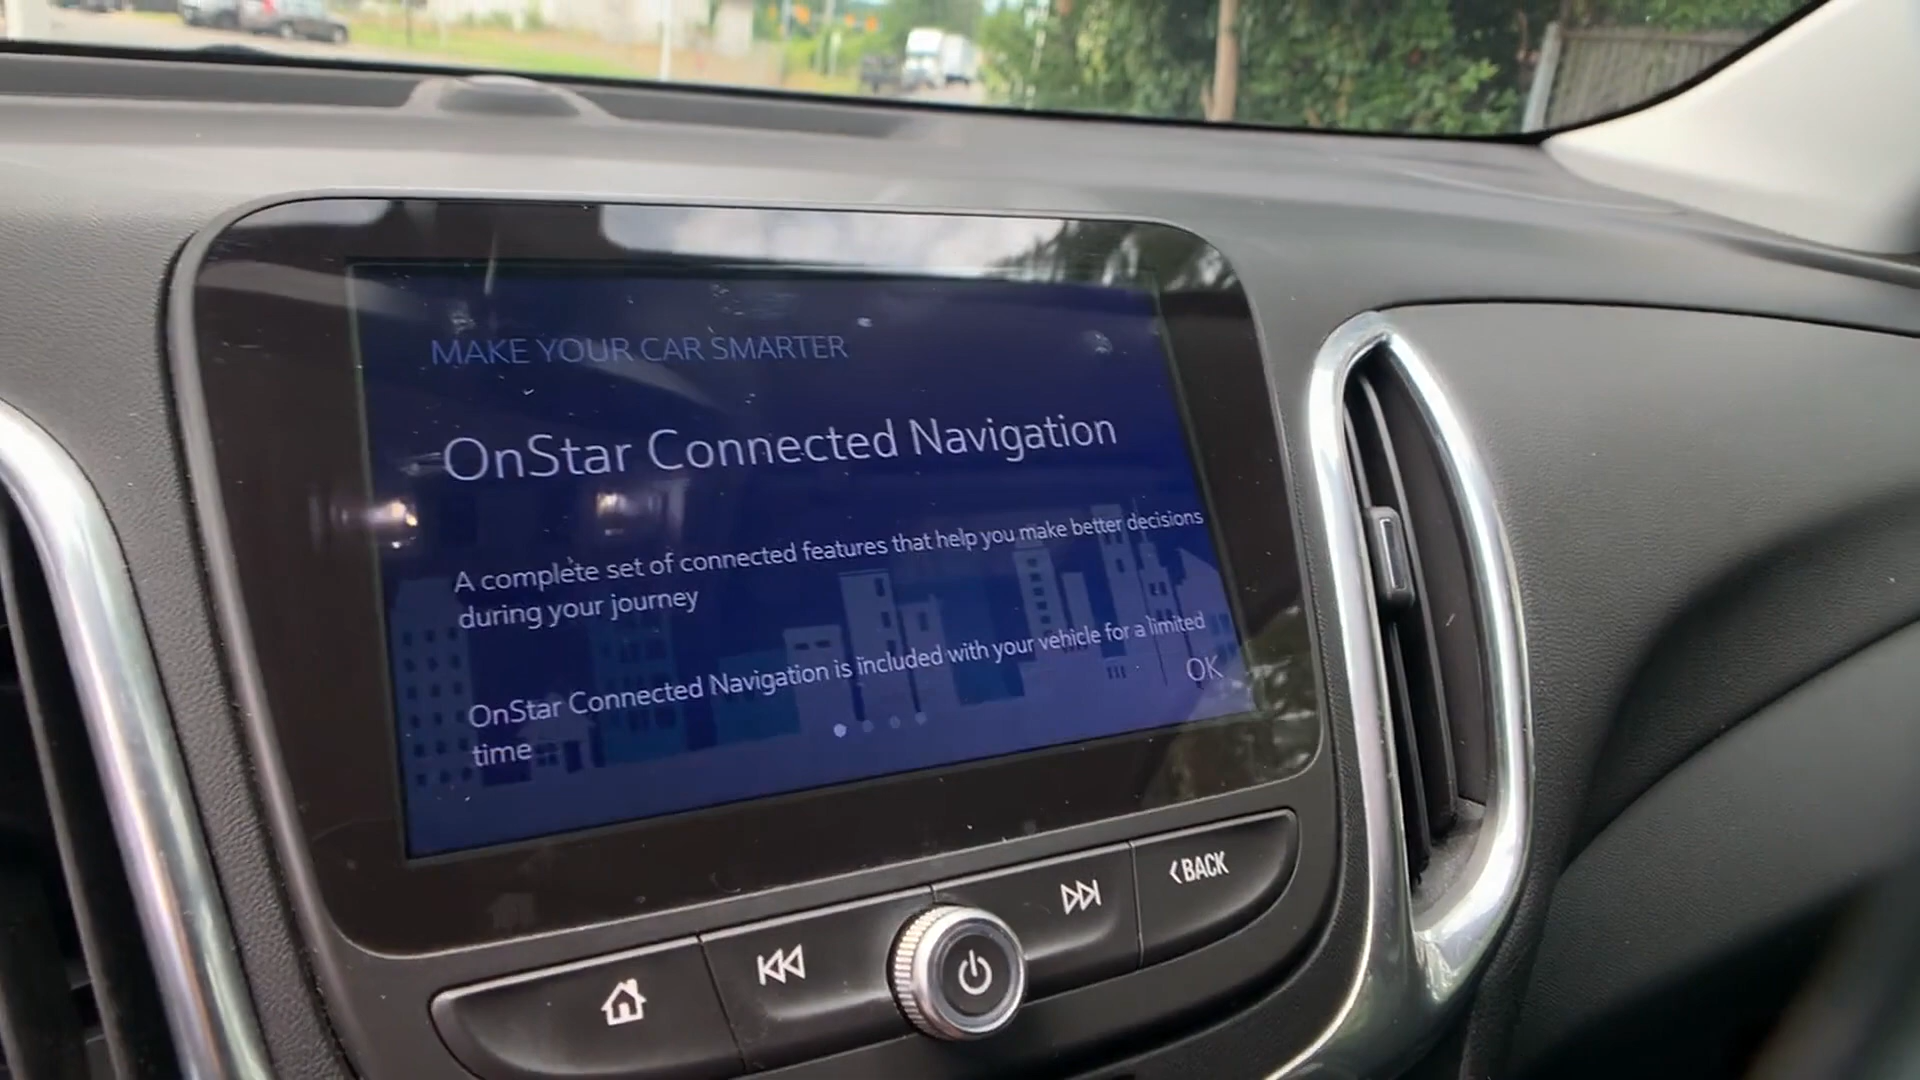 MAKE YOUR CAR SMARTER
OnStar Connected Navigation
A complete set of connected features that help you make better decisions
during your journey
OnStar Connected Navigation is included with your vehicle for a limited
time
OK
BACK